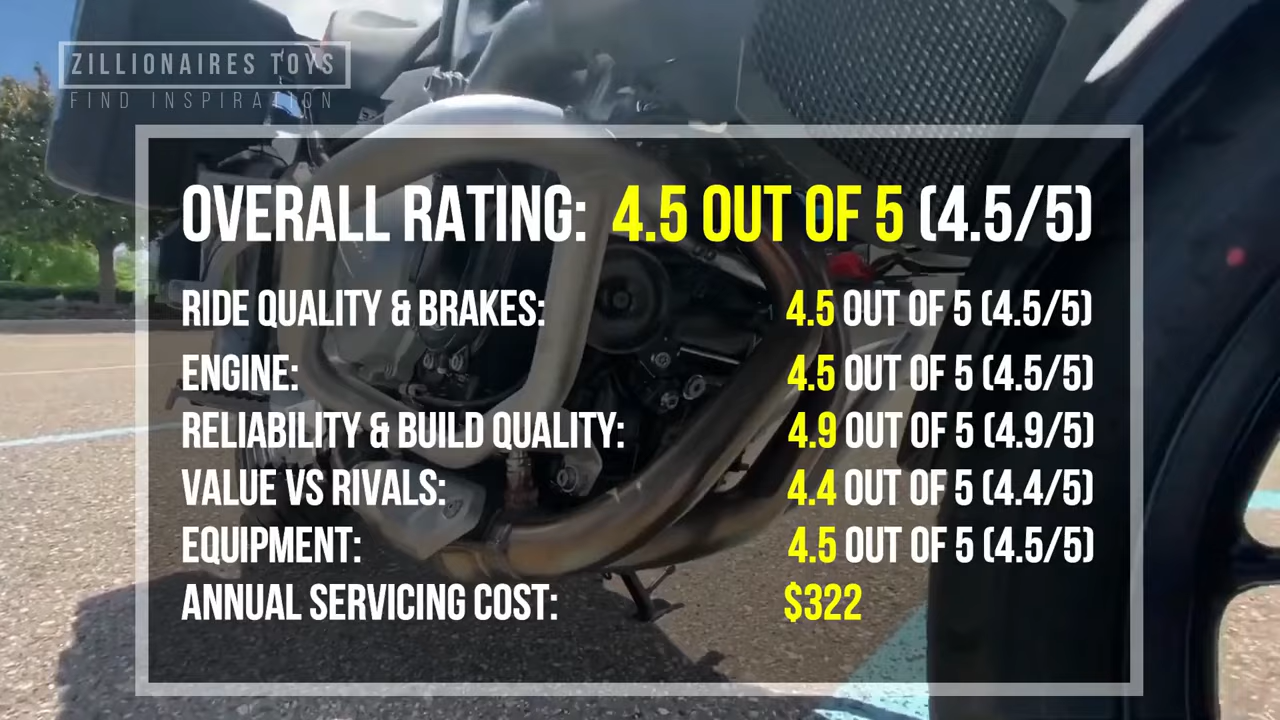 ZILLIONAIRES TOYS
FIND INSPIRATION
OVERALL RATING: 4.5 OUT OF 5 (4.5/5)
RIDE QUALITY & BRAKES: 4.5 OUT OF 5 (4.5/5)
ENGINE: 4.5 OUT OF 5 (4.5/5)
RELIABILITY & BUILD QUALITY: 4.9 OUT OF 5 (4.9/5)
VALUE VS RIVALS: 4.4 OUT OF 5 (4.4/5)
EQUIPMENT: 4.5 OUT OF 5 (4.5/5)
ANNUAL SERVICING COST: $322